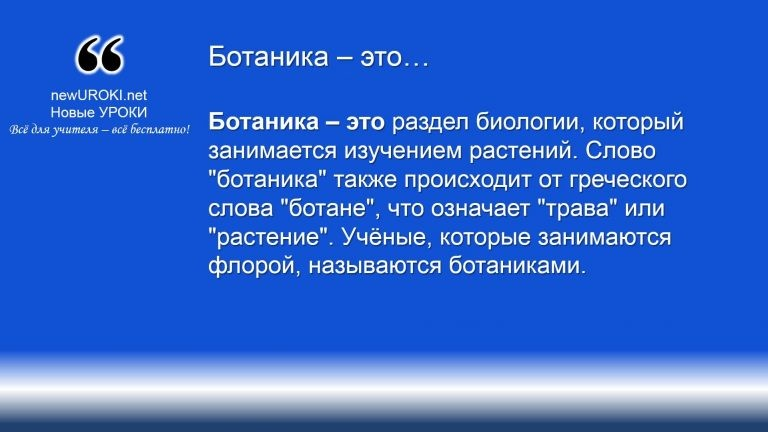 ❝
newUROKI.net
Новые УРОКИ
Всё для учителя – всё бесплатно!
Ботаника – это…
Ботаника – это раздел биологии, который
занимается изучением растений. Слово
"ботаника" также происходит от греческого
слова "ботане", что означает "трава" или
"растение". Учёные, которые занимаются
флорой, называются ботаниками.